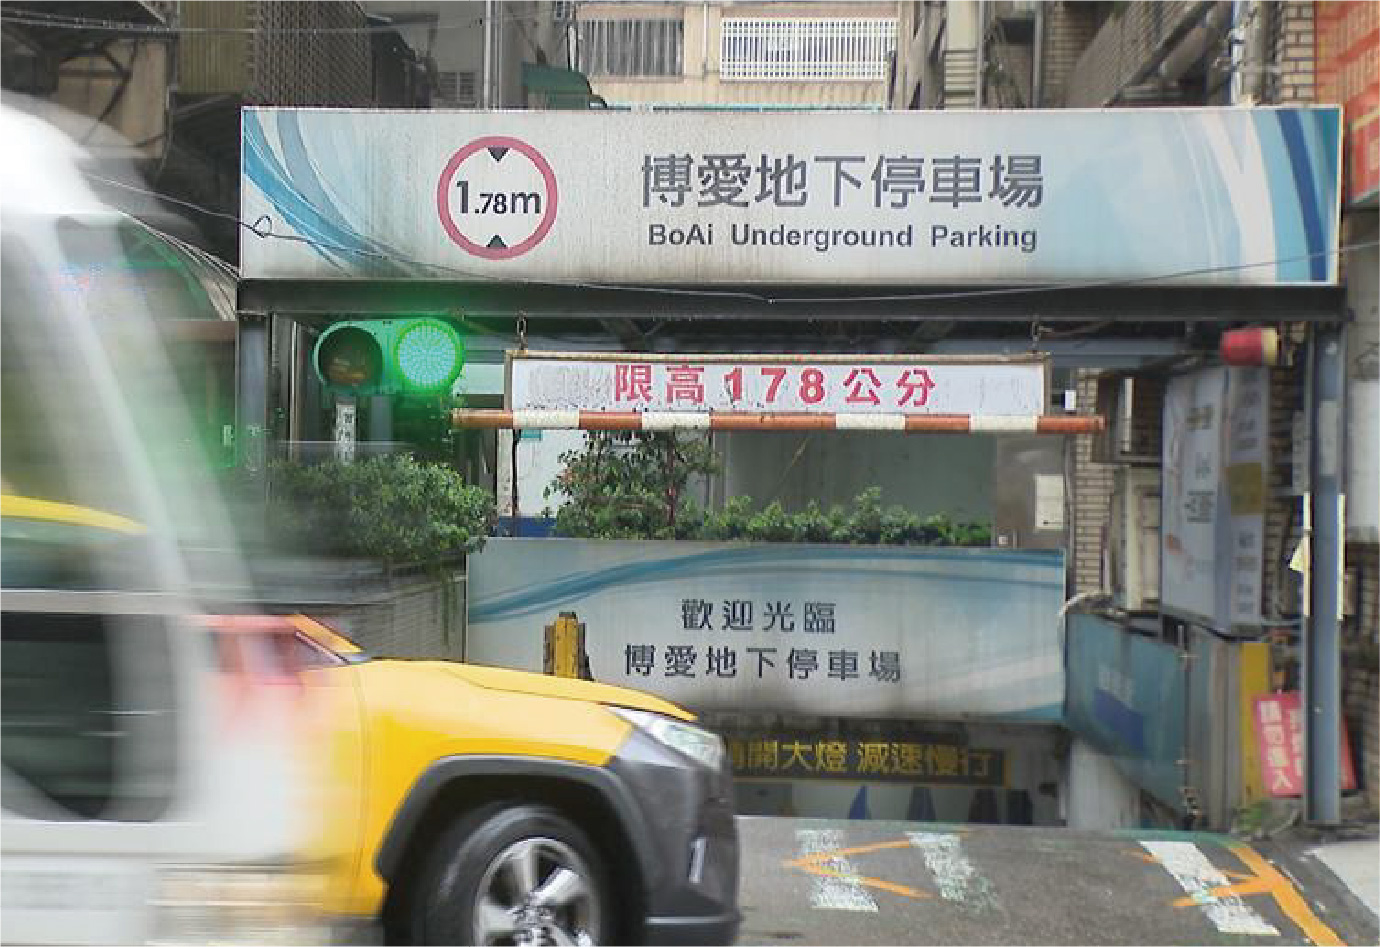 1.78m
博愛地下停車場
BoAi Underground Parking
限高178公分
歡迎光臨
博愛地下停車場
開大燈 減速慢行